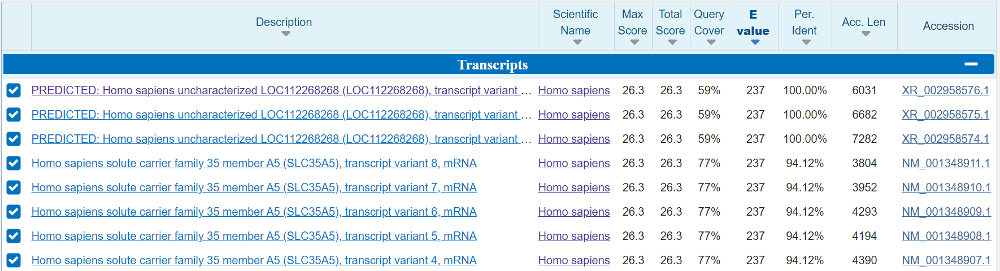 Description Scientific Name Max Score Total Score Query Cover E value Per. Ident Acc. Len Accession
Transcripts
PREDICTED: Homo sapiens uncharacterized LOC112268268 (LOC112268268), transcript variant ... Homo sapiens 26.3 26.3 59% 237 100.00% 6031 XR_002958576.1
PREDICTED: Homo sapiens uncharacterized LOC112268268 (LOC112268268), transcript variant ... Homo sapiens 26.3 26.3 59% 237 100.00% 6682 XR_002958575.1
PREDICTED: Homo sapiens uncharacterized LOC112268268 (LOC112268268), transcript variant ... Homo sapiens 26.3 26.3 59% 237 100.00% 7282 XR_002958574.1
Homo sapiens solute carrier family 35 member A5 (SLC35A5), transcript variant 8, mRNA Homo sapiens 26.3 26.3 77% 237 94.12% 3804 NM_001348911.1
Homo sapiens solute carrier family 35 member A5 (SLC35A5), transcript variant 7, mRNA Homo sapiens 26.3 26.3 77% 237 94.12% 3952 NM_001348910.1
Homo sapiens solute carrier family 35 member A5 (SLC35A5), transcript variant 6, mRNA Homo sapiens 26.3 26.3 77% 237 94.12% 4293 NM_001348909.1
Homo sapiens solute carrier family 35 member A5 (SLC35A5), transcript variant 5, mRNA Homo sapiens 26.3 26.3 77% 237 94.12% 4194 NM_001348908.1
Homo sapiens solute carrier family 35 member A5 (SLC35A5), transcript variant 4, mRNA Homo sapiens 26.3 26.3 77% 237 94.12% 4390 NM_001348907.1